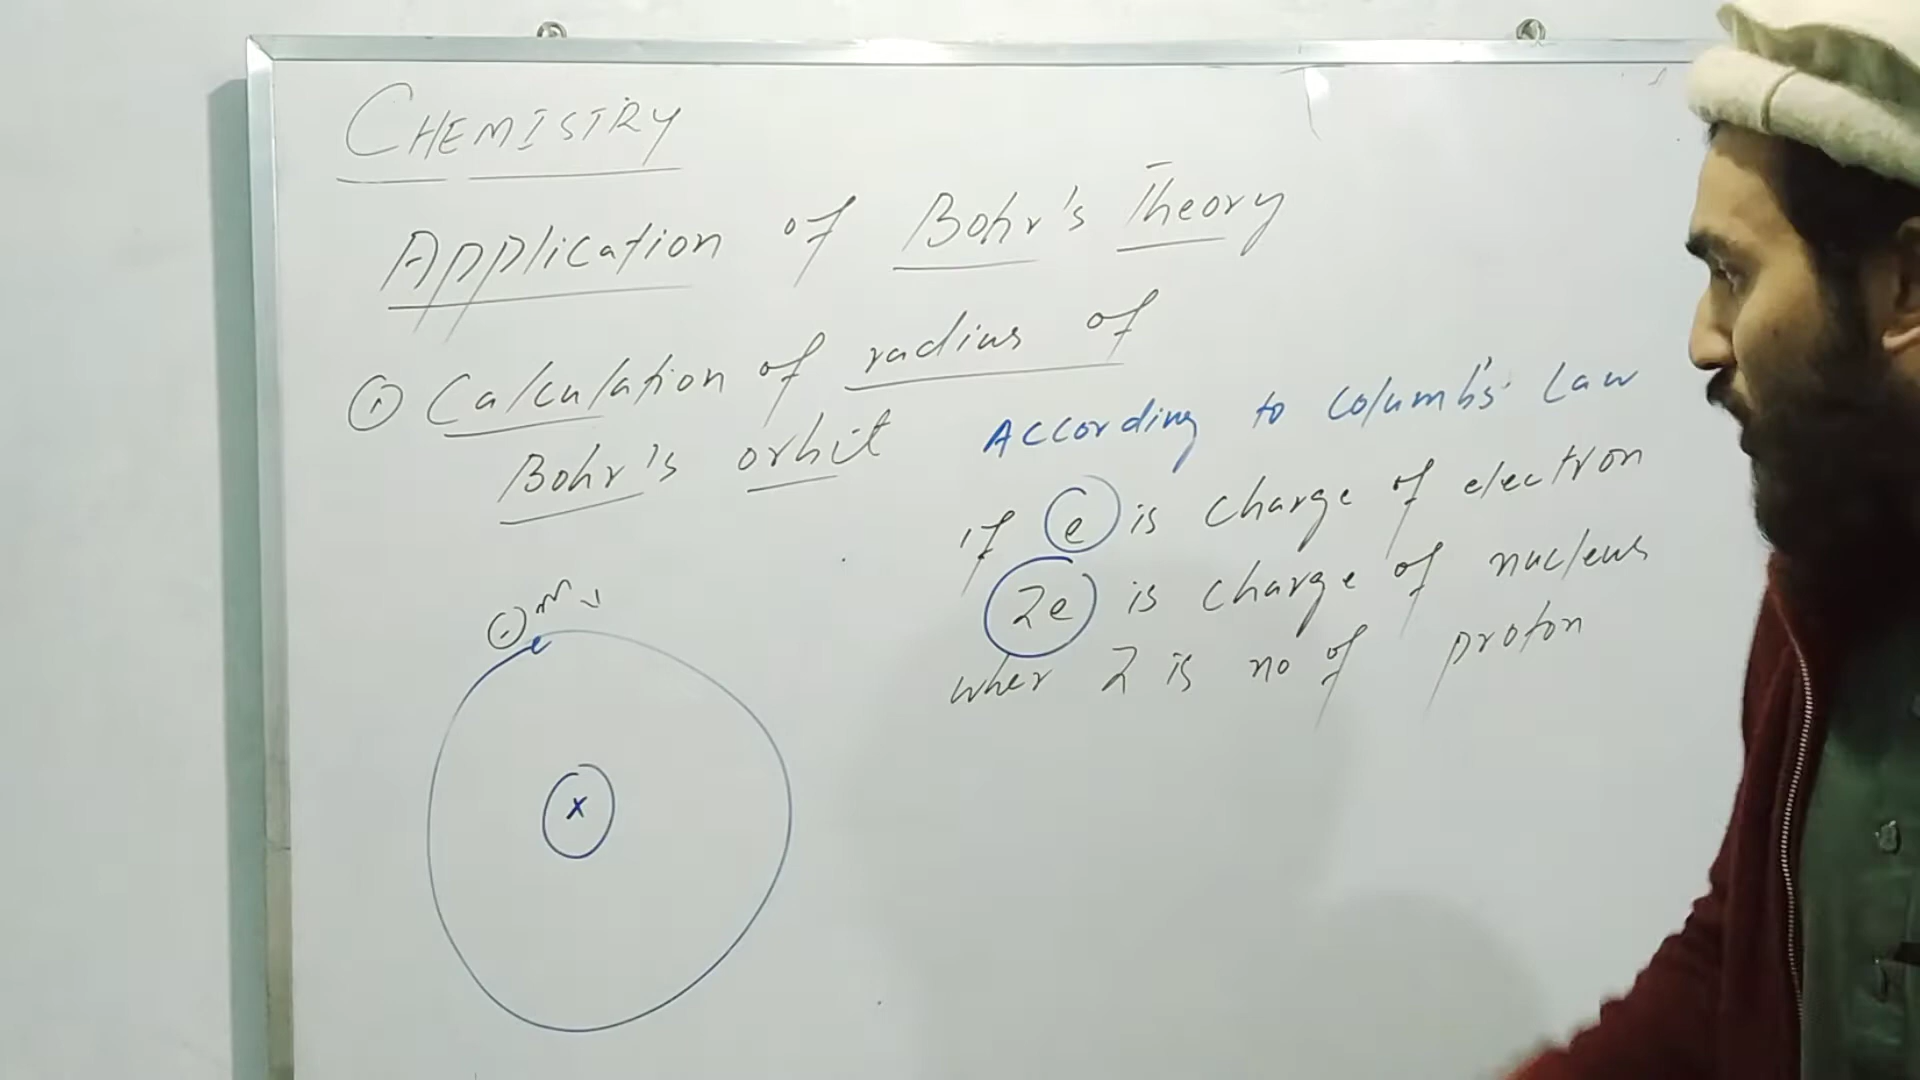 CHEMISTRY
Application of Bohr's Theory
① Calculation of radius of
Bohr's orbit
According to Columb's Law
if e is charge of electron
Ze is charge of nucleus
wher Z is no of proton
m v
e
x